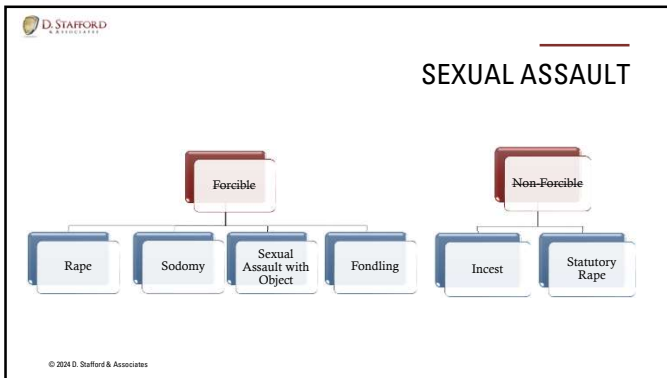 D. STAFFORD
& ASSOCIATES
SEXUAL ASSAULT
Forcible
Non-Forcible
Rape
Sodomy
Sexual
Assault with
Object
Fondling
Incest
Statutory
Rape
© 2024 D. Stafford & Associates